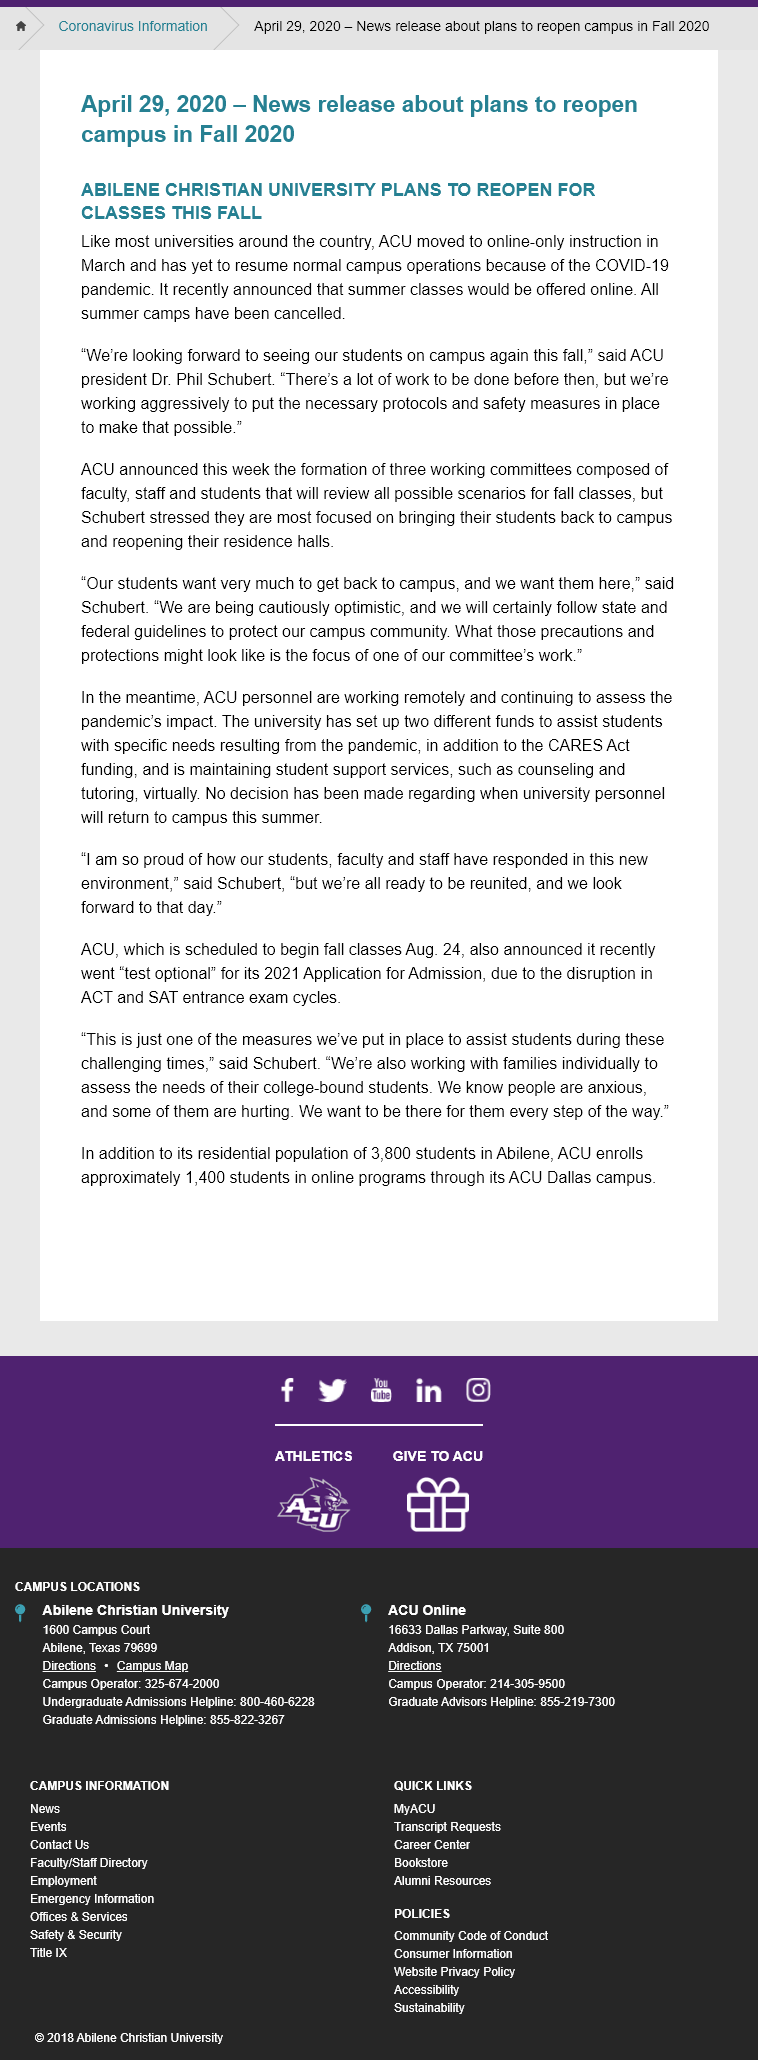 Coronavirus Information
April 29, 2020 – News release about plans to reopen campus in Fall 2020
April 29, 2020 – News release about plans to reopen
campus in Fall 2020
ABILENE CHRISTIAN UNIVERSITY PLANS TO REOPEN FOR
CLASSES THIS FALL
Like most universities around the country, ACU moved to online-only instruction in
March and has yet to resume normal campus operations because of the COVID-19
pandemic. It recently announced that summer classes would be offered online. All
summer camps have been cancelled.
“We’re looking forward to seeing our students on campus again this fall,” said ACU
president Dr. Phil Schubert. “There’s a lot of work to be done before then, but we’re
working aggressively to put the necessary protocols and safety measures in place
to make that possible.”
ACU announced this week the formation of three working committees composed of
faculty, staff and students that will review all possible scenarios for fall classes, but
Schubert stressed they are most focused on bringing their students back to campus
and reopening their residence halls.
“Our students want very much to get back to campus, and we want them here,” said
Schubert. “We are being cautiously optimistic, and we will certainly follow state and
federal guidelines to protect our campus community. What those precautions and
protections might look like is the focus of one of our committee’s work.”
In the meantime, ACU personnel are working remotely and continuing to assess the
pandemic’s impact. The university has set up two different funds to assist students
with specific needs resulting from the pandemic, in addition to the CARES Act
funding, and is maintaining student support services, such as counseling and
tutoring, virtually. No decision has been made regarding when university personnel
will return to campus this summer.
“I am so proud of how our students, faculty and staff have responded in this new
environment,” said Schubert, “but we’re all ready to be reunited, and we look
forward to that day.”
ACU, which is scheduled to begin fall classes Aug. 24, also announced it recently
went “test optional” for its 2021 Application for Admission, due to the disruption in
ACT and SAT entrance exam cycles.
“This is just one of the measures we’ve put in place to assist students during these
challenging times,” said Schubert. “We’re also working with families individually to
assess the needs of their college-bound students. We know people are anxious,
and some of them are hurting. We want to be there for them every step of the way.”
In addition to its residential population of 3,800 students in Abilene, ACU enrolls
approximately 1,400 students in online programs through its ACU Dallas campus.
You Tube
in
ATHLETICS
GIVE TO ACU
ACU
CAMPUS LOCATIONS
Abilene Christian University
1600 Campus Court
Abilene, Texas 79699
Directions • Campus Map
Campus Operator: 325-674-2000
Undergraduate Admissions Helpline: 800-460-6228
Graduate Admissions Helpline: 855-822-3267
ACU Online
16633 Dallas Parkway, Suite 800
Addison, TX 75001
Directions
Campus Operator: 214-305-9500
Graduate Advisors Helpline: 855-219-7300
CAMPUS INFORMATION
News
Events
Contact Us
Faculty/Staff Directory
Employment
Emergency Information
Offices & Services
Safety & Security
Title IX
QUICK LINKS
MyACU
Transcript Requests
Career Center
Bookstore
Alumni Resources
POLICIES
Community Code of Conduct
Consumer Information
Website Privacy Policy
Accessibility
Sustainability
© 2018 Abilene Christian University